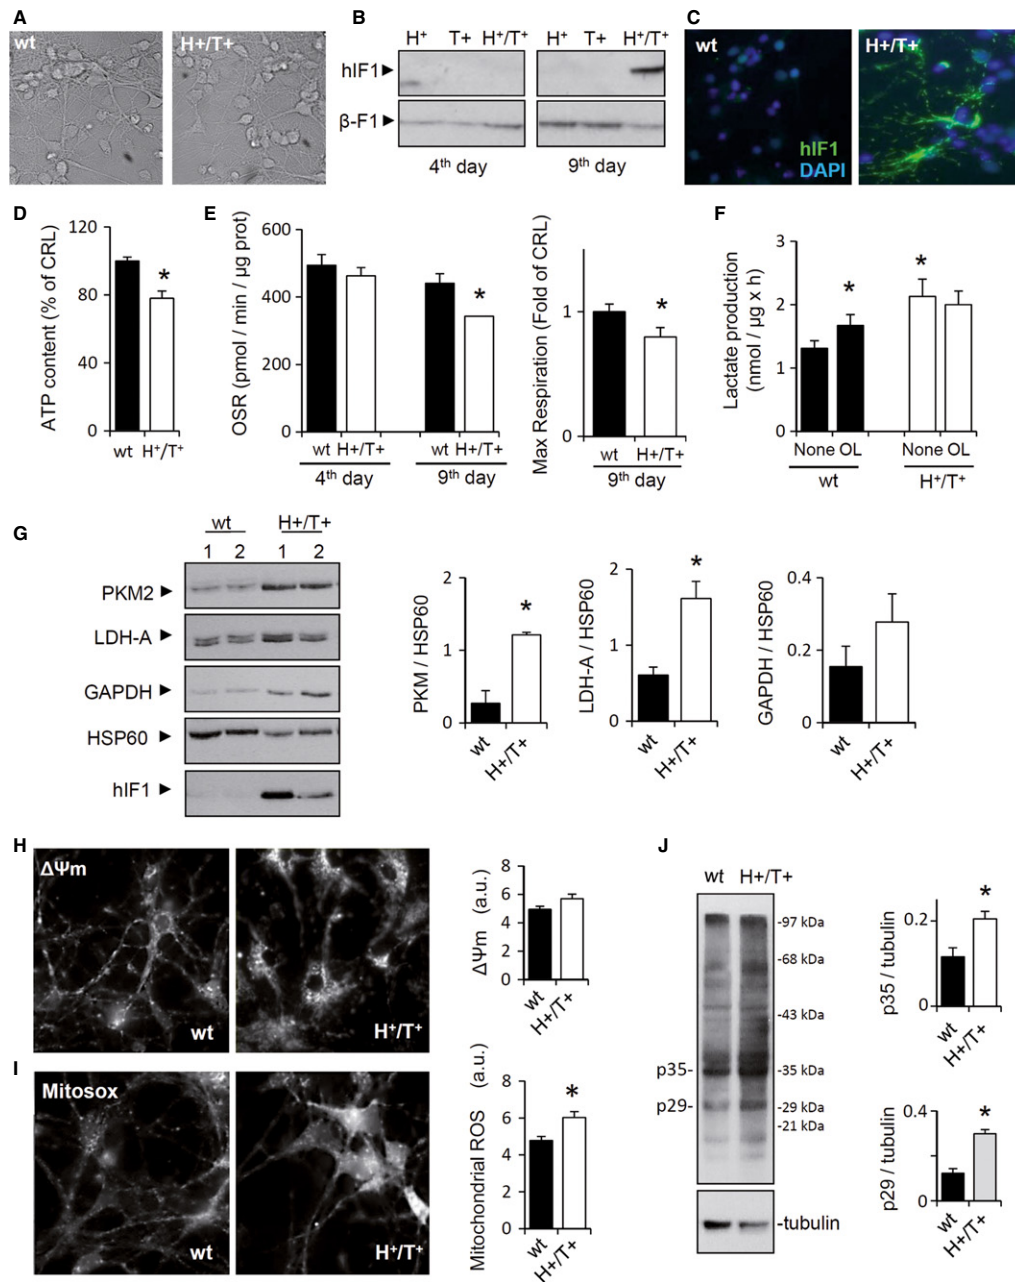 A
wt
H+/T+
B
H⁺ T+ H⁺/T⁺ H⁺ T+ H⁺/T⁺
hIF1
β-F1
4th day 9th day
C
wt
hIF1
DAPI
H+/T+
D
ATP content (% of CRL)
120
80
40
0
*
wt H⁺/T⁺
E
OSR (pmol / min / µg prot)
600
400
200
0
*
wt H+/T+ wt H+/T+
4th day 9th day
Max Respiration (Fold of CRL)
1
0
*
wt H+/T+
9th day
F
Lactate production
(nmol / µg x h)
3
2
1
0
* *
None OL None OL
wt H⁺/T⁺
G
wt H+/T+
1 2 1 2
PKM2
LDH-A
GAPDH
HSP60
hIF1
PKM / HSP60
2
1
0
*
wt H+/T+
LDH-A / HSP60
2
1
0
*
wt H+/T+
GAPDH / HSP60
0.4
0.2
0
wt H+/T+
H
ΔΨm
wt
H⁺/T⁺
ΔΨm (a.u.)
8
6
4
2
0
wt H+/T+
I
Mitosox
wt
H⁺/T⁺
Mitochondrial ROS (a.u.)
8
6
4
2
0
*
wt H+/T+
J
wt H+/T+
-97 kDa
-68 kDa
-43 kDa
p35- -35 kDa
p29- -29 kDa
-21 kDa
-tubulin
p35 / tubulin
0.2
0
*
wt H+/T+
p29 / tubulin
0.4
0
*
wt H+/T+